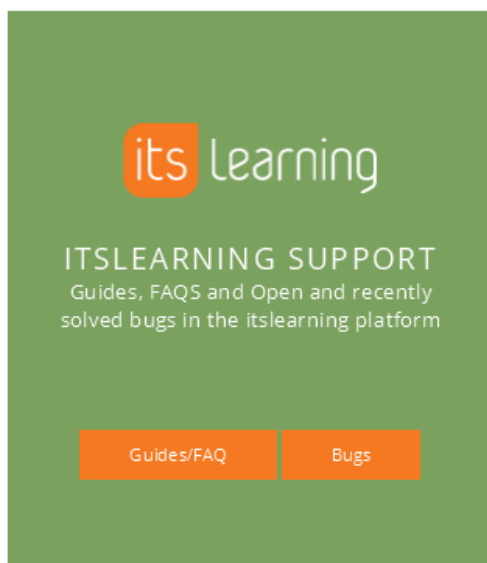 its learning
ITSLEARNING SUPPORT
Guides, FAQS and Open and recently
solved bugs in the itslearning platform
Guides/FAQ
Bugs